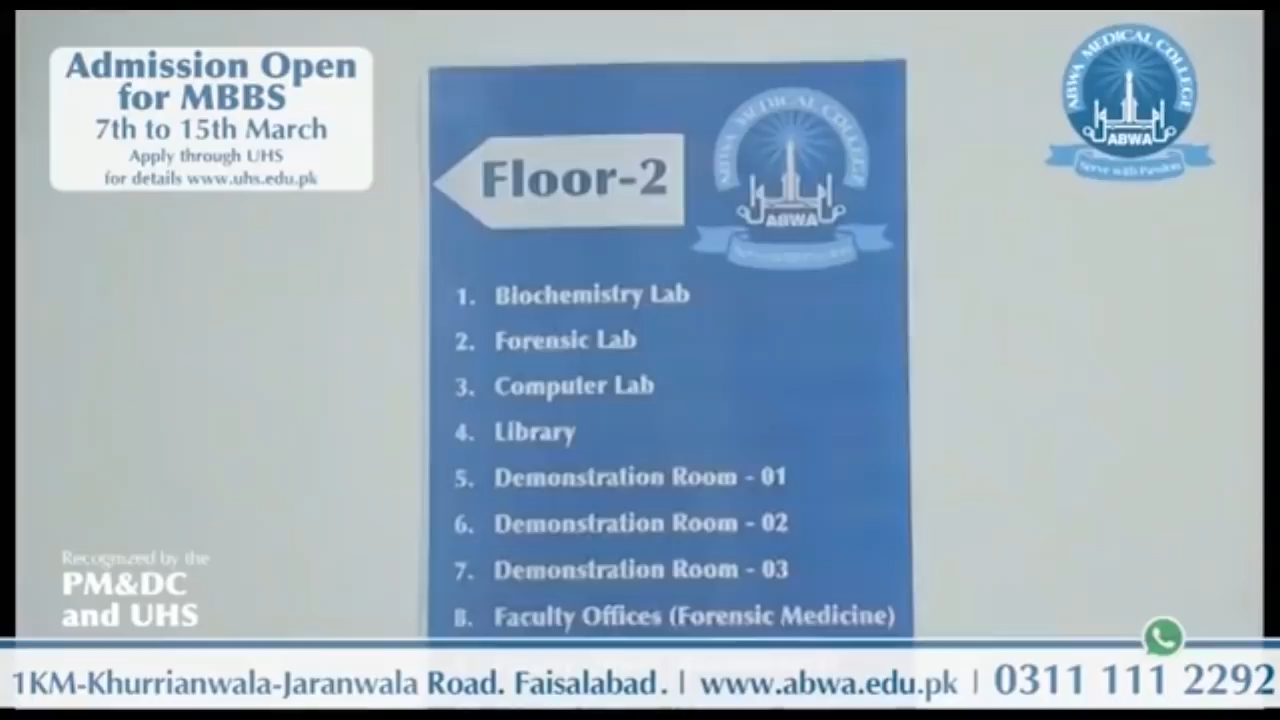 Admission Open
for MBBS
7th to 15th March
Apply through UHS
for details www.uhs.edu.pk
ABWA MEDICAL COLLEGE
ABWA
Serve with Passion
Floor-2
ABWA MEDICAL COLLEGE
ABWA
1. Biochemistry Lab
2. Forensic Lab
3. Computer Lab
4. Library
5. Demonstration Room - 01
6. Demonstration Room - 02
7. Demonstration Room - 03
8. Faculty Offices (Forensic Medicine)
Recognized by the
PM&DC
and UHS
1KM-Khurrianwala-Jaranwala Road. Faisalabad. | www.abwa.edu.pk | 0311 111 2292